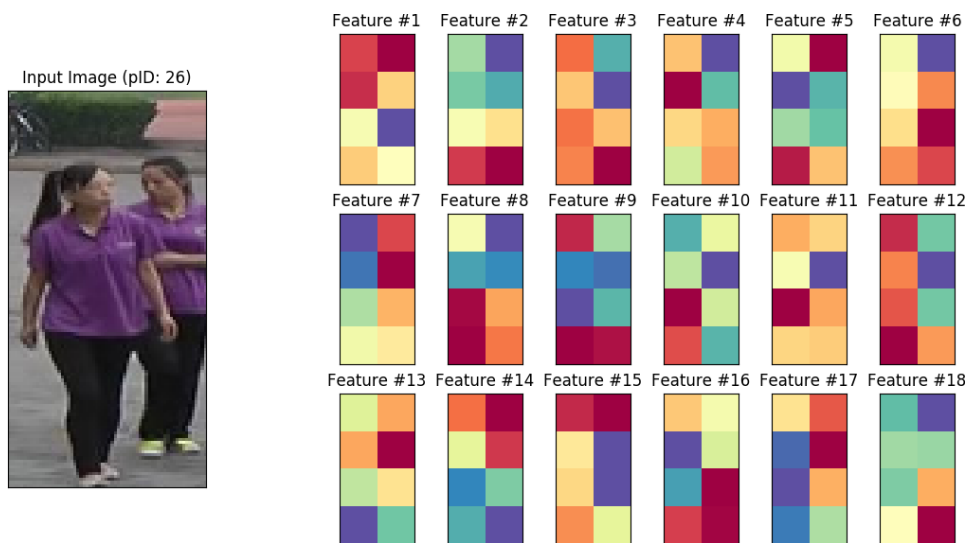 Input Image (pID: 26)
Feature #1 Feature #2 Feature #3 Feature #4 Feature #5 Feature #6
Feature #7 Feature #8 Feature #9 Feature #10 Feature #11 Feature #12
Feature #13 Feature #14 Feature #15 Feature #16 Feature #17 Feature #18